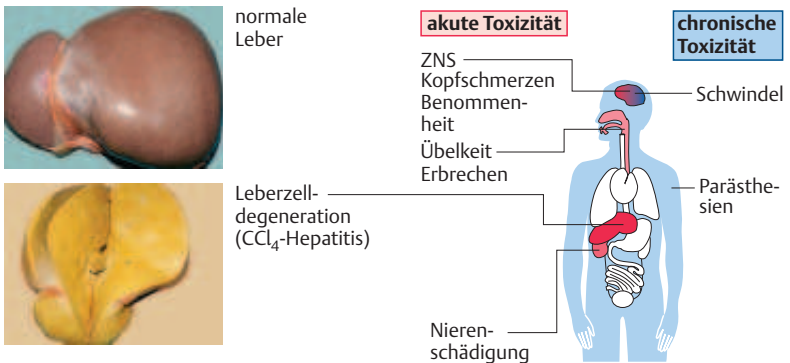 normale
Leber
akute Toxizität
chronische
Toxizität
ZNS
Kopfschmerzen
Benommen-
heit
Übelkeit
Erbrechen
Schwindel
Parästhe-
sien
Leberzell-
degeneration
(CCl₄-Hepatitis)
Nieren-
schädigung